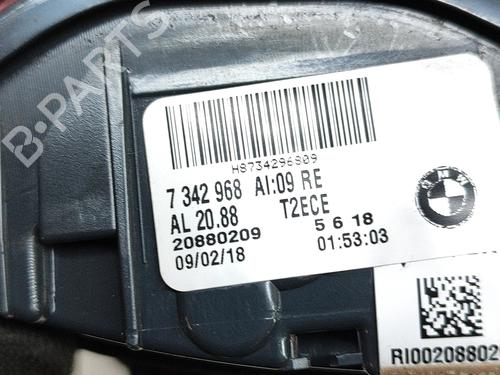 B-PARTS
H8734296809
7 342 968 AI:09 RE
AL 20.88 T2ECE
20880209 5 6 18
09/02/18 01:53:03
BMW
RI00208802